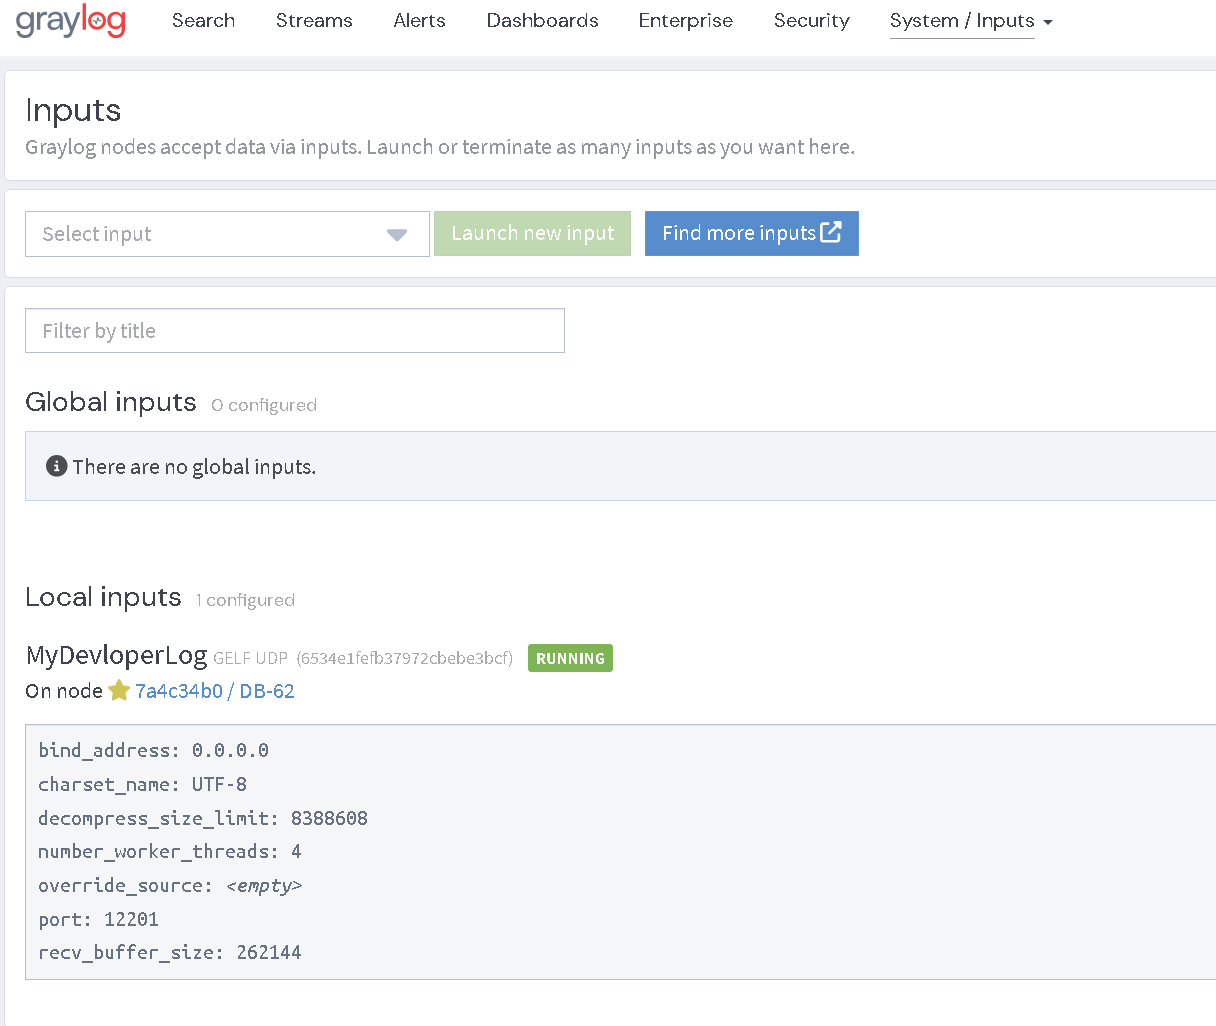 graylog Search Streams Alerts Dashboards Enterprise Security System / Inputs
Inputs
Graylog nodes accept data via inputs. Launch or terminate as many inputs as you want here.
Select input Launch new input Find more inputs
Filter by title
Global inputs 0 configured
There are no global inputs.
Local inputs 1 configured
MyDevloperLog GELF UDP (6534e1fefb37972cbebe3bcf) RUNNING
On node 7a4c34b0 / DB-62
bind_address: 0.0.0.0
charset_name: UTF-8
decompress_size_limit: 8388608
number_worker_threads: 4
override_source: <empty>
port: 12201
recv_buffer_size: 262144